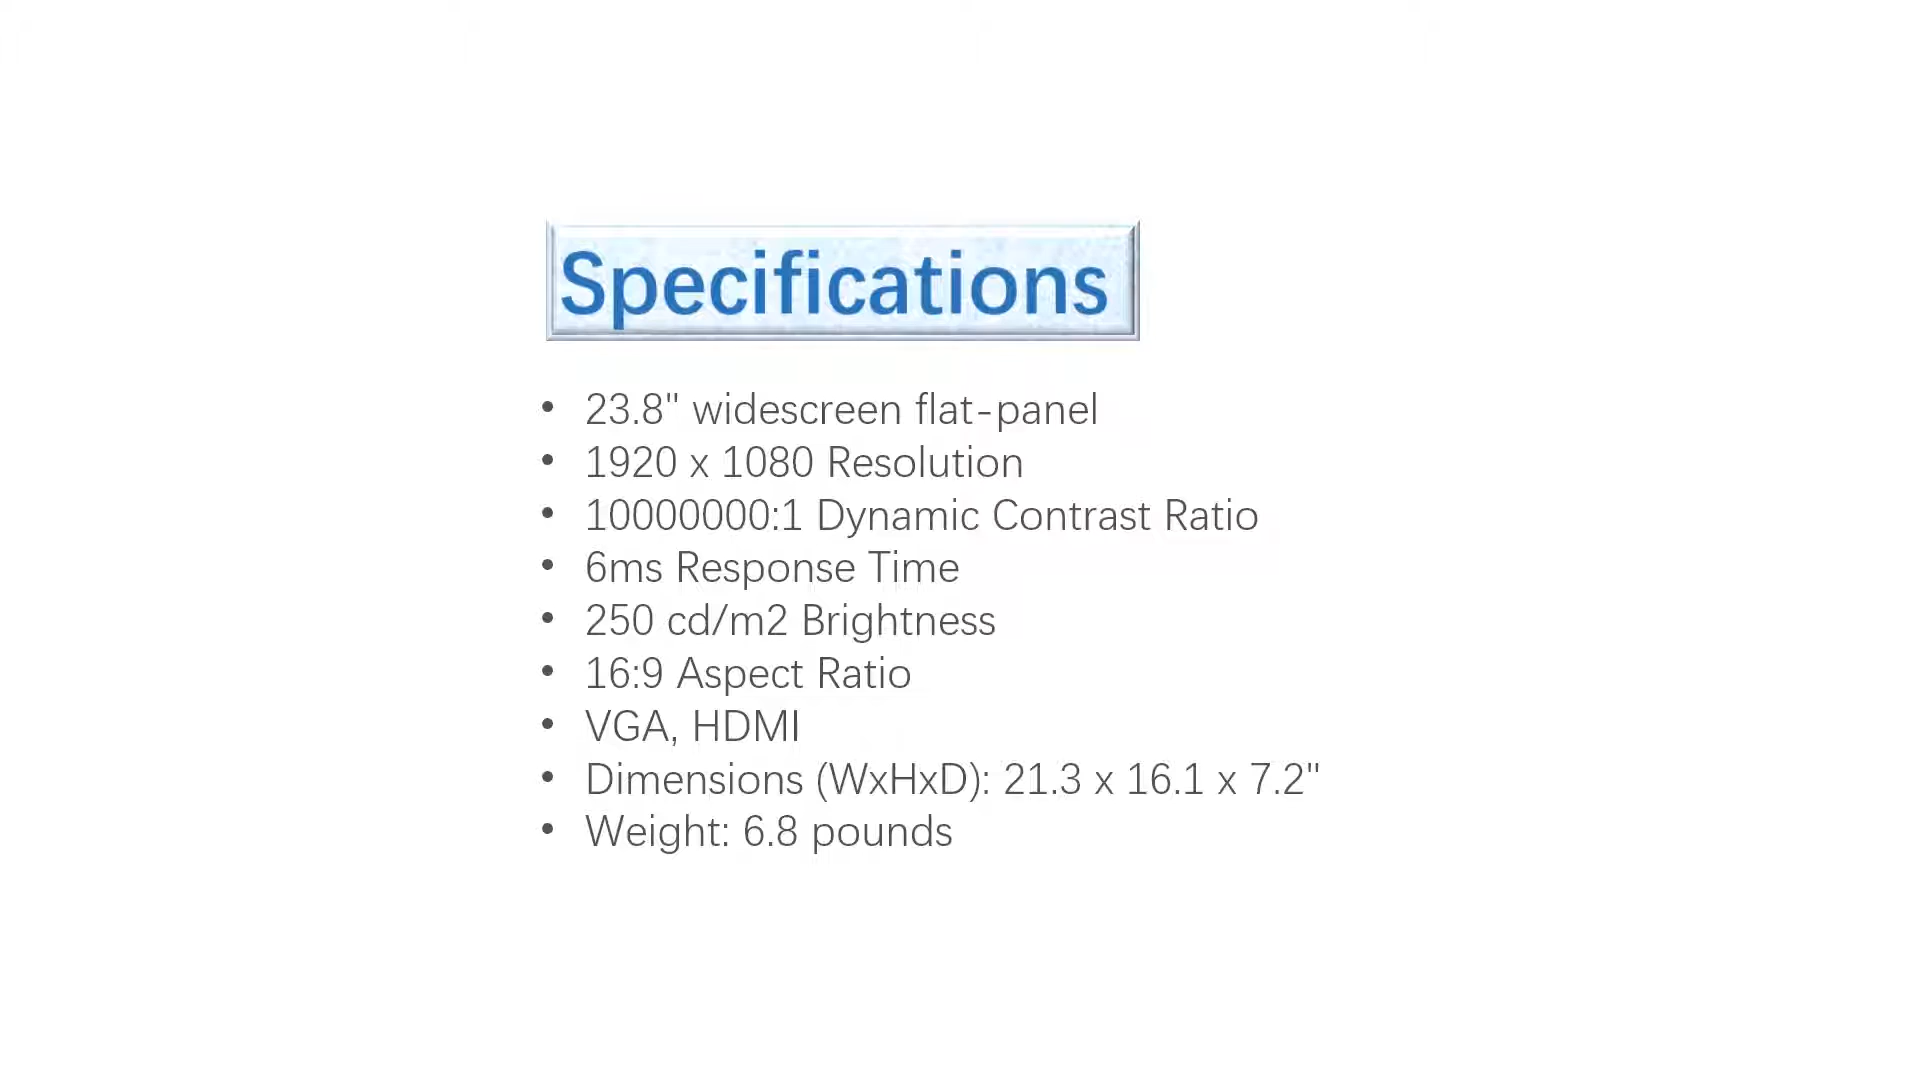 Specifications
• 23.8" widescreen flat-panel
• 1920 x 1080 Resolution
• 10000000:1 Dynamic Contrast Ratio
• 6ms Response Time
• 250 cd/m2 Brightness
• 16:9 Aspect Ratio
• VGA, HDMI
• Dimensions (WxHxD): 21.3 x 16.1 x 7.2"
• Weight: 6.8 pounds